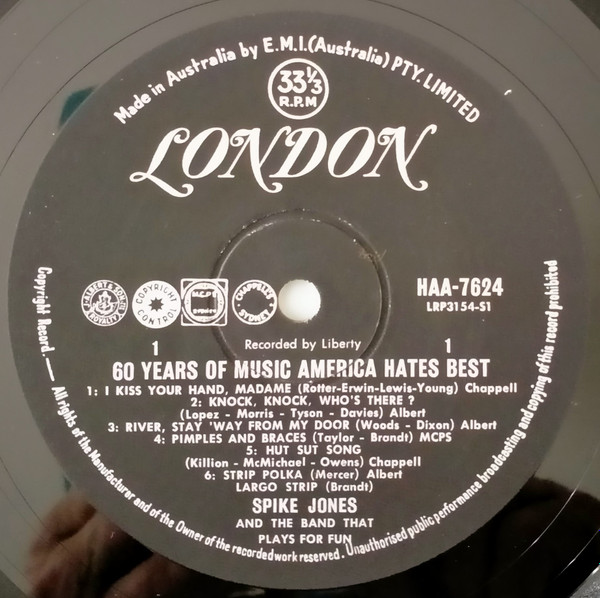 Made in Australia by E.M.I.(Australia) PTY. LIMITED
33⅓
R.P.M
LONDON
COPYRIGHT CONTROL
MCPS
CHAPPELL'S SYDNEY
HAA-7624
LRP3154-S1
Recorded by Liberty
1 1
60 YEARS OF MUSIC AMERICA HATES BEST
1: I KISS YOUR HAND, MADAME (Rotter-Erwin-Lewis-Young) Chappell
2: KNOCK, KNOCK, WHO'S THERE ?
(Lopez - Morris - Tyson - Davies) Albert
3: RIVER, STAY 'WAY FROM MY DOOR (Woods - Dixon) Albert
4: PIMPLES AND BRACES (Taylor - Brandt) MCPS
5: HUT SUT SONG
(Killion - McMichael - Owens) Chappell
6: STRIP POLKA (Mercer) Albert
LARGO STRIP (Brandt)
SPIKE JONES
AND THE BAND THAT
PLAYS FOR FUN
Copyright Record.— All rights of the Manufacturer and of the Owner of the recorded work reserved. Unauthorised public performance broadcasting and copying of this record prohibited